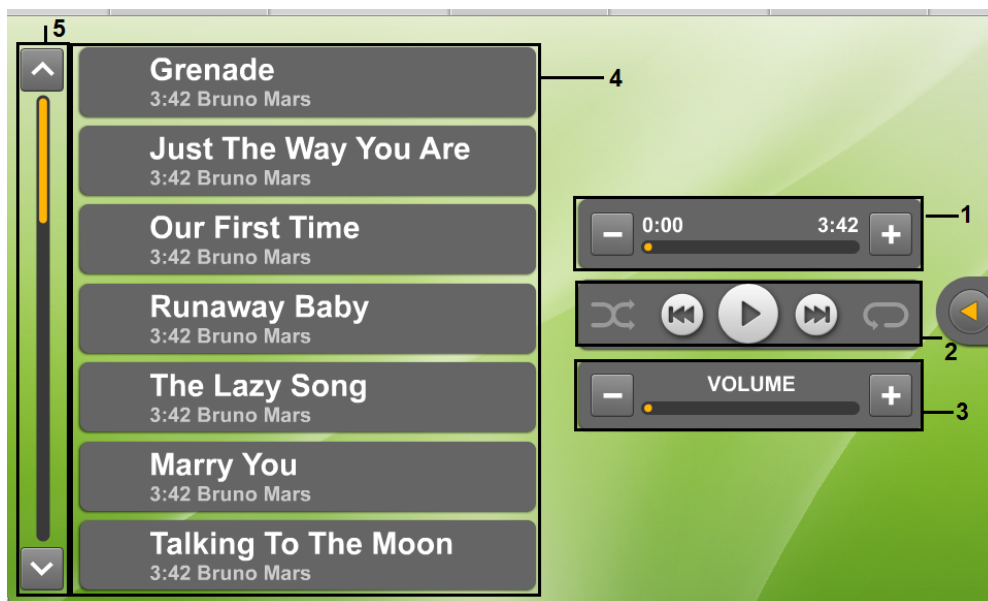 5
Grenade
3:42 Bruno Mars
4
Just The Way You Are
3:42 Bruno Mars
Our First Time
3:42 Bruno Mars
Runaway Baby
3:42 Bruno Mars
The Lazy Song
3:42 Bruno Mars
Marry You
3:42 Bruno Mars
Talking To The Moon
3:42 Bruno Mars
0:00 3:42
1
2
VOLUME
3